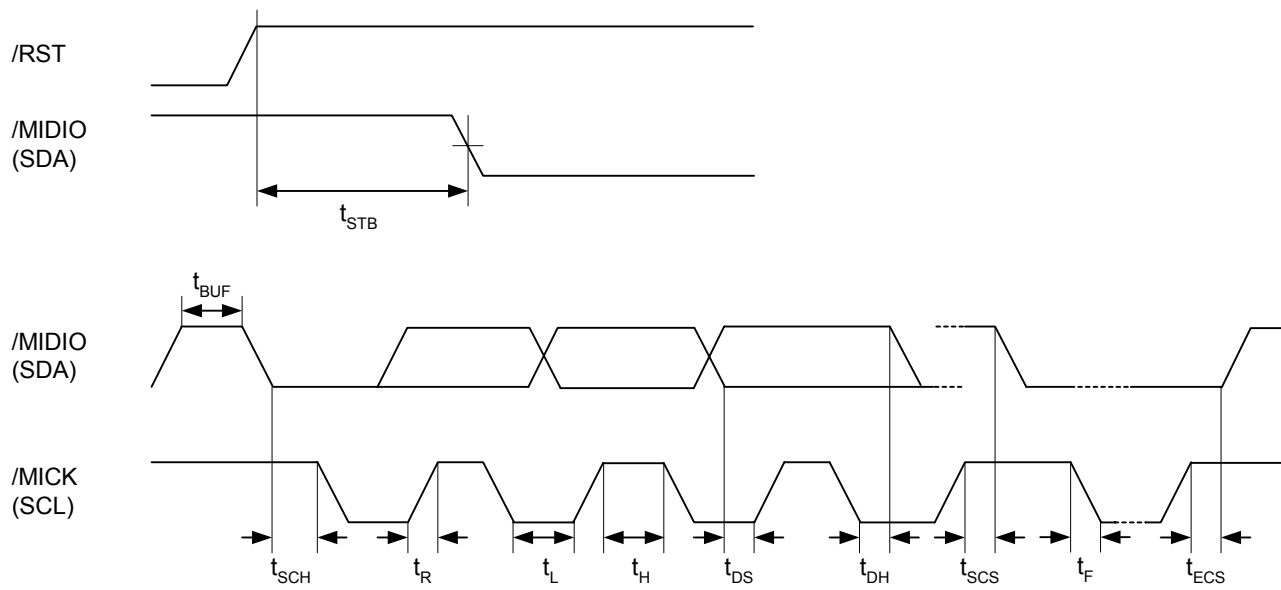 /RST
/MIDIO
(SDA)
tSTB
tBUF
/MIDIO
(SDA)
/MICK
(SCL)
tSCH
tR
tL
tH
tDS
tDH
tSCS
tF
tECS